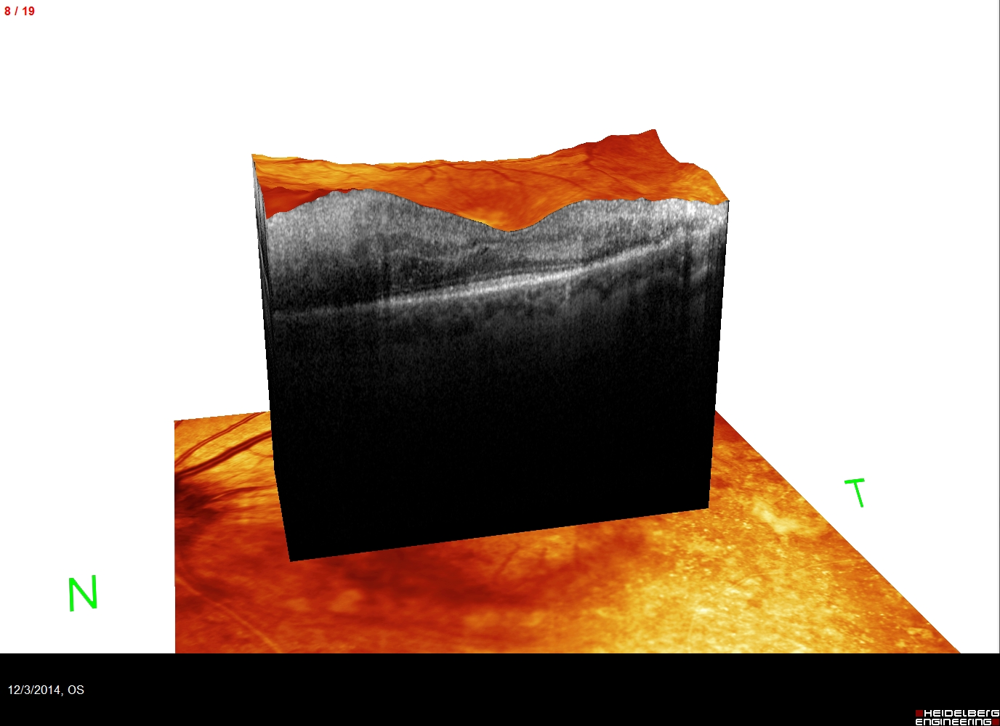 8 / 19
T
N
12/3/2014, OS
HEIDELBERG
ENGINEERING